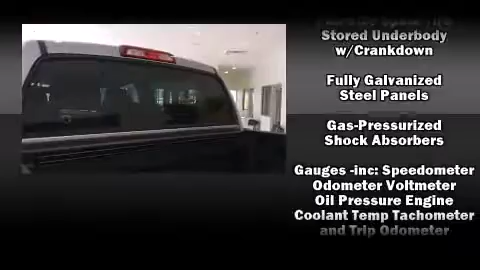 Stored Underbody
w/Crankdown
Fully Galvanized
Steel Panels
Gas-Pressurized
Shock Absorbers
Gauges -inc: Speedometer
Odometer Voltmeter
Oil Pressure Engine
Coolant Temp Tachometer
and Trip Odometer